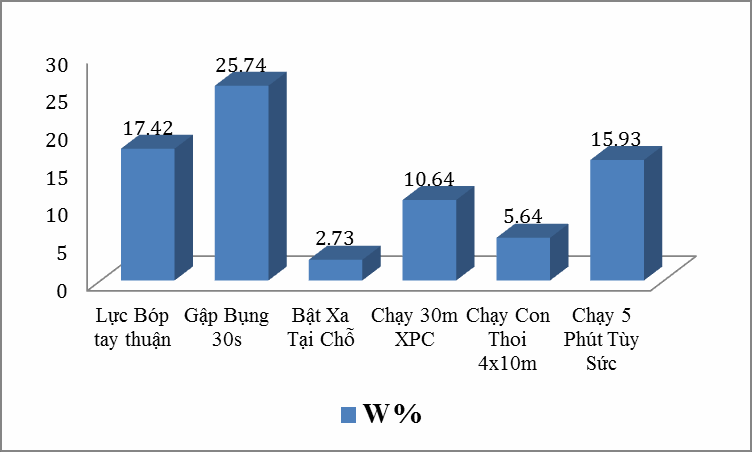 30
25
20
15
10
5
0
17.42
25.74
2.73
10.64
5.64
15.93
Lực Bóp
tay thuận
Gập Bụng
30s
Bật Xa
Tại Chỗ
Chạy 30m
XPC
Chạy Con
Thoi
4x10m
Chạy 5
Phút Tùy
Sức
W%